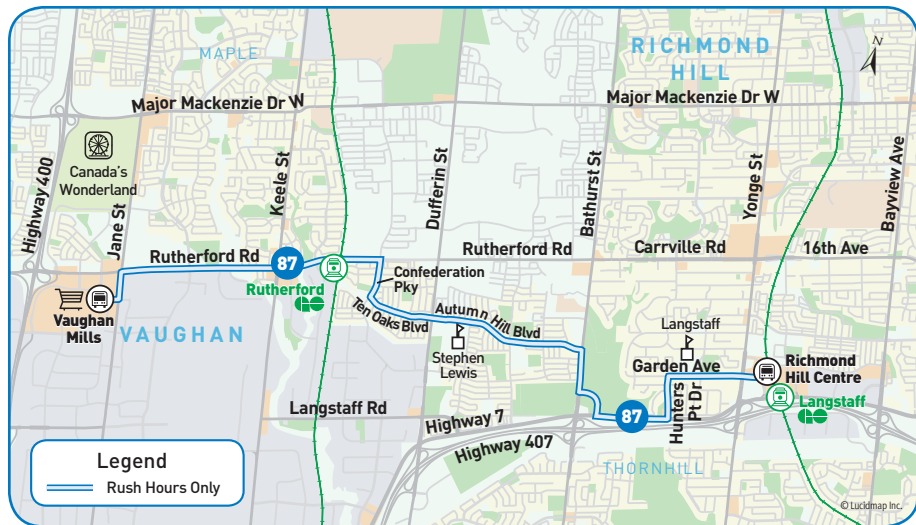 MAPLE
RICHMOND
HILL
N
Major Mackenzie Dr W
Major Mackenzie Dr W
Canada's
Wonderland
Highway 400
Jane St
Keele St
Dufferin St
Bathurst St
Yonge St
Bayview Ave
Rutherford Rd
87
Rutherford Rd
Carrville Rd
16th Ave
Rutherford
Confederation
Pky
Vaughan
Mills
VAUGHAN
Ten Oaks Blvd
Autumn Hill Blvd
Stephen
Lewis
Langstaff
Garden Ave
Richmond
Hill Centre
Hunters
Pt Dr
Langstaff
Langstaff Rd
Highway 7
87
Highway 407
THORNHILL
Legend
Rush Hours Only
© Lucidmap Inc.